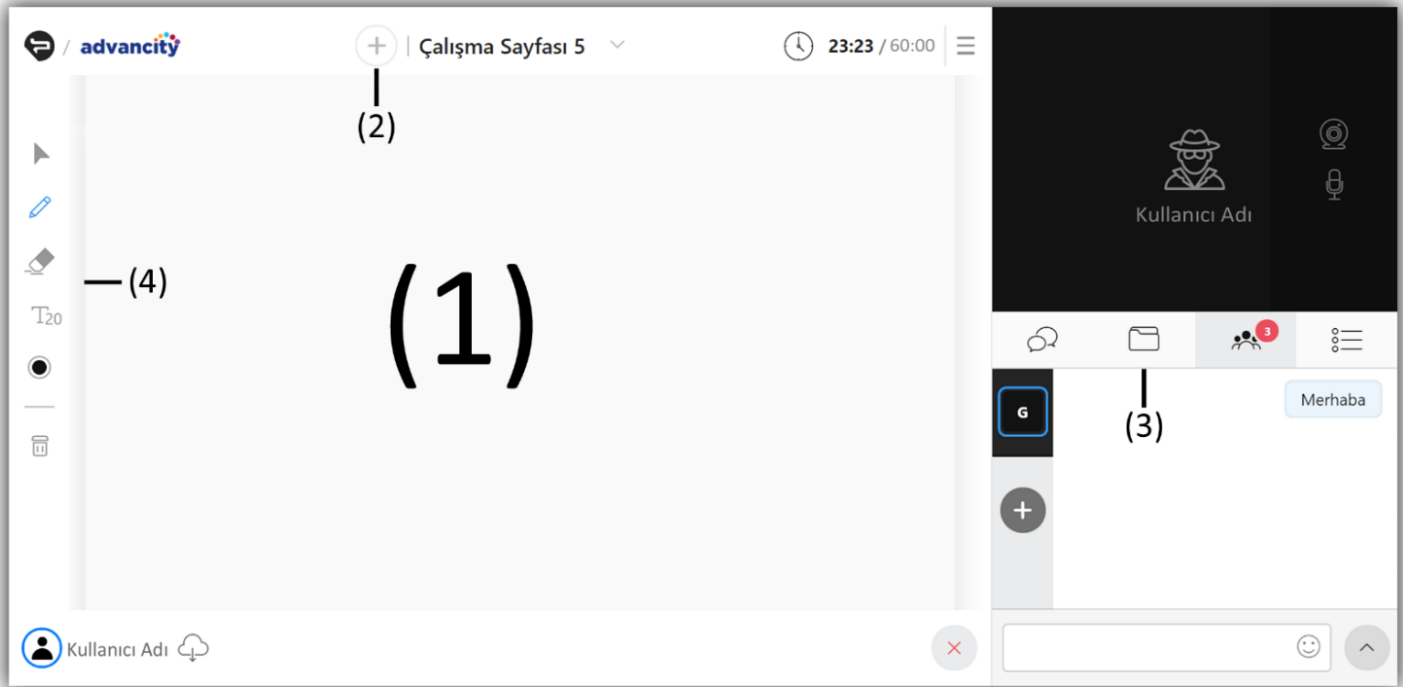 / advancity
+ | Çalışma Sayfası 5
23:23 / 60:00
(2)
Kullanıcı Adı
(4)
(1)
T20
3
G
Merhaba
(3)
+
Kullanıcı Adı